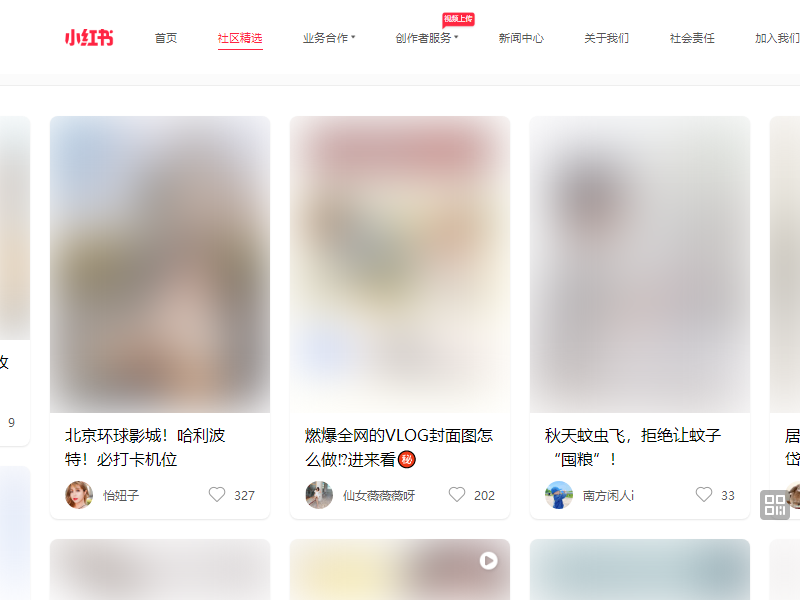 小红书
首页
社区精选
业务合作
创作者服务
视频上传
新闻中心
关于我们
社会责任
加入我们
北京环球影城！哈利波
特！必打卡机位
怡妞子
327
燃爆全网的VLOG封面图怎
么做⁉进来看㊙
仙女薇薇薇呀
202
秋天蚊虫飞，拒绝让蚊子
“囤粮”！
南方闲人i
33
9